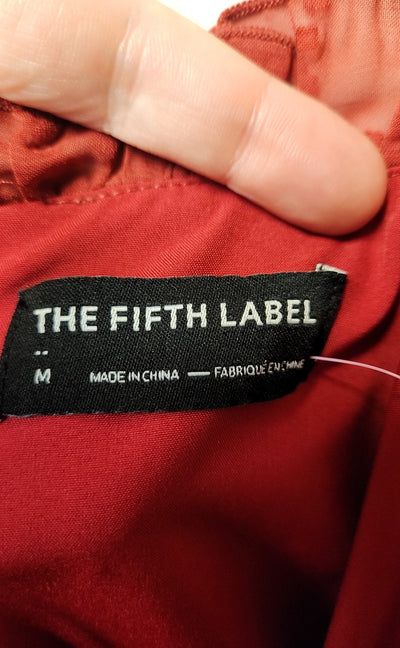 THE FIFTH LABEL
..
M MADE IN CHINA — FABRIQUÉ EN CHINE